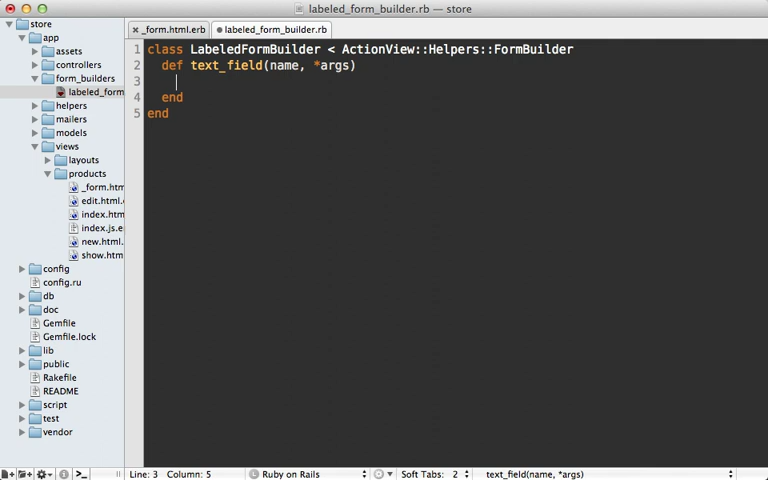 labeled_form_builder.rb — store
store
app
assets
controllers
form_builders
labeled_form
helpers
mailers
models
views
layouts
products
_form.htm
edit.html.
index.htm
index.js.e
new.html.
show.htm
config
config.ru
db
doc
Gemfile
Gemfile.lock
lib
public
Rakefile
README
script
test
vendor
_form.html.erb
labeled_form_builder.rb
1 class LabeledFormBuilder < ActionView::Helpers::FormBuilder
2 def text_field(name, *args)
3
4 end
5 end
Line: 3 Column: 5 Ruby on Rails Soft Tabs: 2 text_field(name, *args)